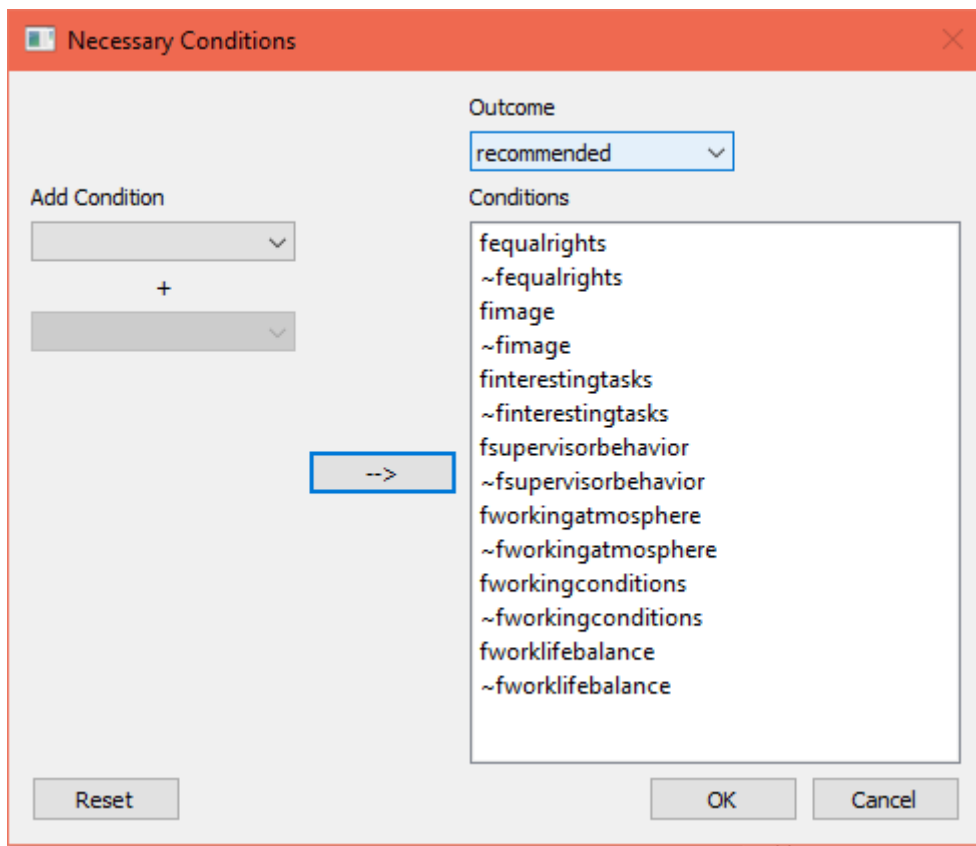 Necessary Conditions
Outcome
recommended
Add Condition
Conditions
+
-->
fequalrights
~fequalrights
fimage
~fimage
finterestingtasks
~finterestingtasks
fsupervisorbehavior
~fsupervisorbehavior
fworkingatmosphere
~fworkingatmosphere
fworkingconditions
~fworkingconditions
fworklifebalance
~fworklifebalance
Reset
OK
Cancel